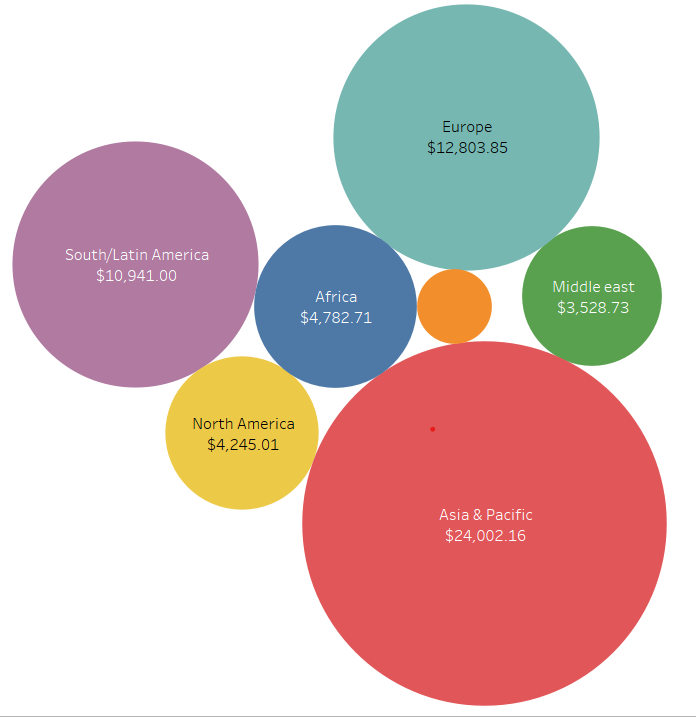 Europe
$12,803.85
South/Latin America
$10,941.00
Africa
$4,782.71
Middle east
$3,528.73
North America
$4,245.01
Asia & Pacific
$24,002.16